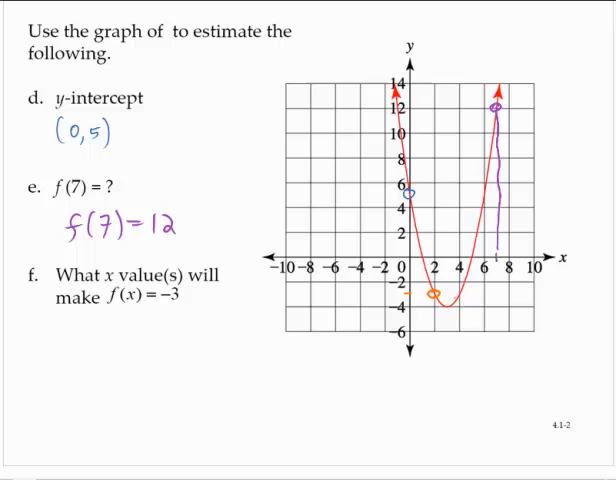 Use the graph of to estimate the
following.
d. y-intercept
(0,5)
e. f(7) = ?
f(7)=12
f. What x value(s) will
make f(x) = −3
y
14
12
10
8
6
4
2
−10 −8 −6 −4 −2 0 2 4 6 8 10 x
−2
−4
−6
4.1-2